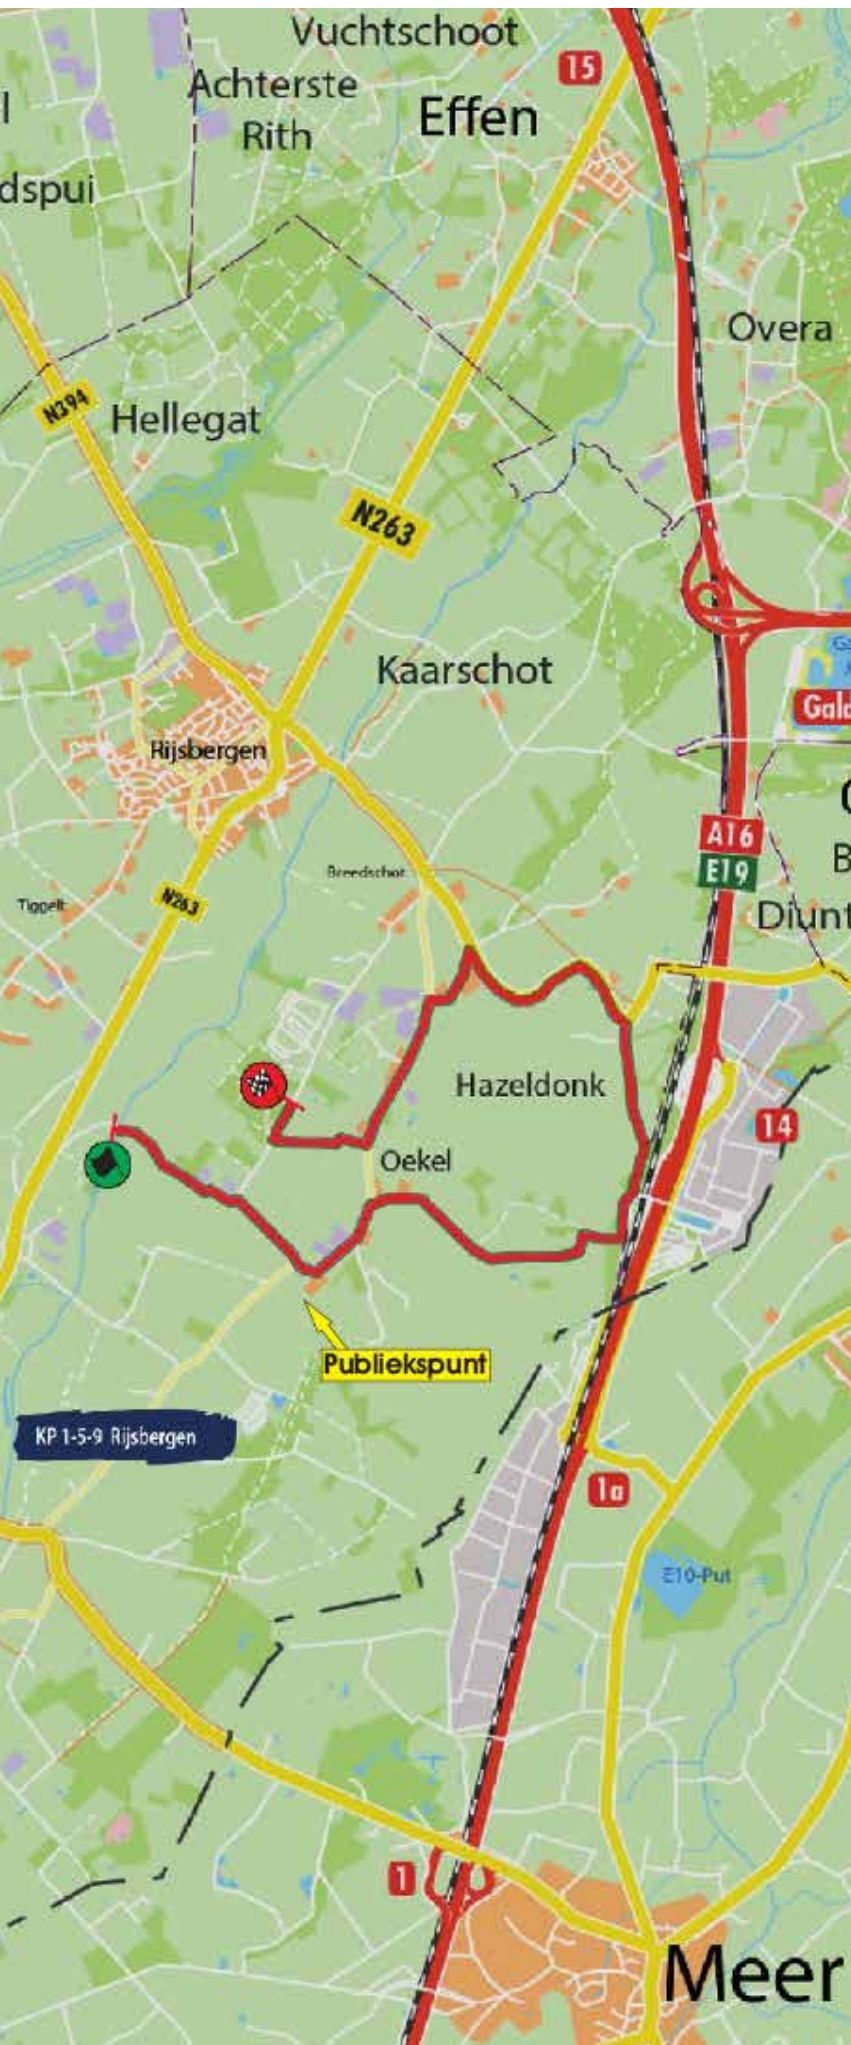 Vuchtschoot
15
Achterste
Rith
Effen
l
dspui
Overa
N394
Hellegat
N263
Kaarschot
Gald
Rijsbergen
A16
E19
B
Breedschot
N263
Tiggelt
Diunt
Hazeldonk
14
Oekel
Publiekspunt
KP 1-5-9 Rijsbergen
1a
E10-Put
1
Meer